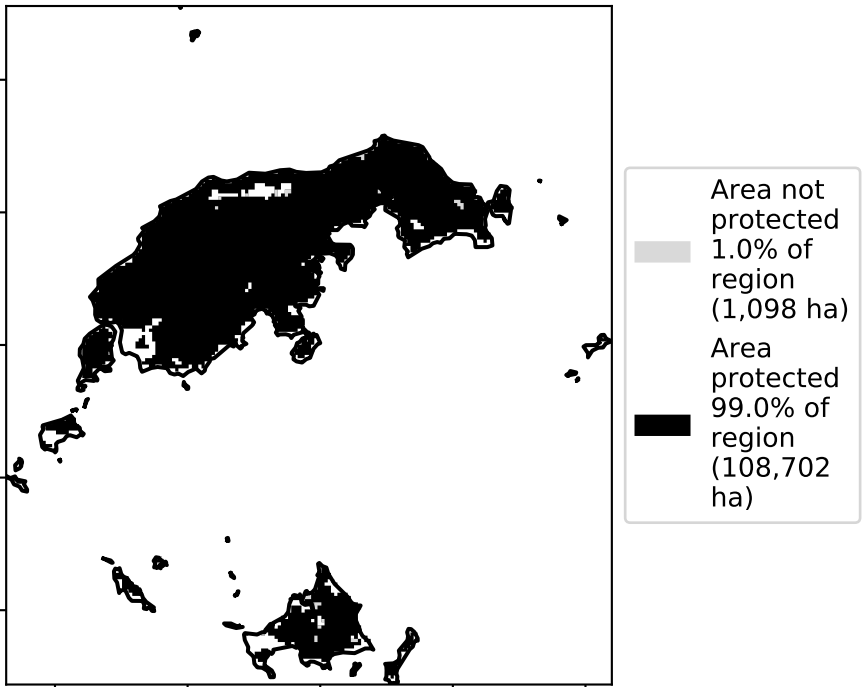 Area not
protected
1.0% of
region
(1,098 ha)
Area
protected
99.0% of
region
(108,702
ha)